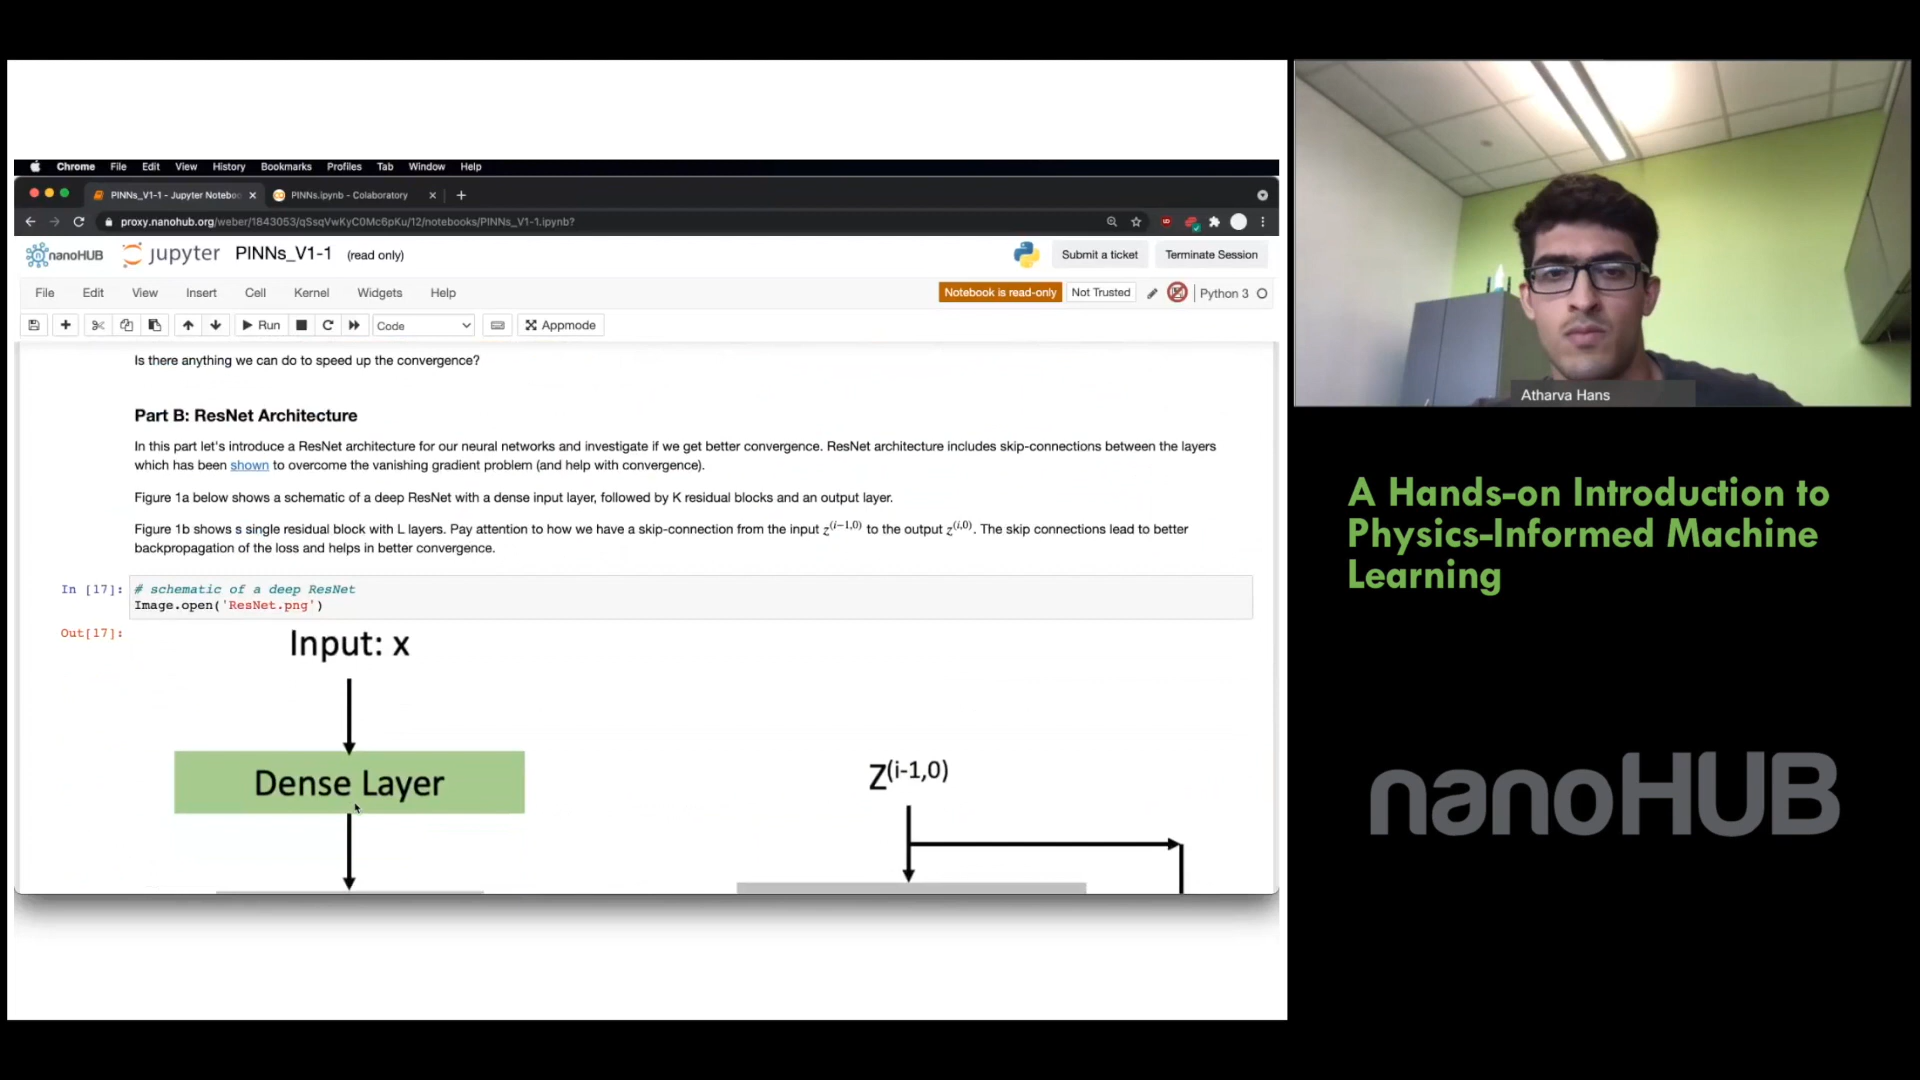 Chrome File Edit View History Bookmarks Profiles Tab Window Help
PINNs_V1-1 - Jupyter Noteboo
PINNs.ipynb - Colaboratory
proxy.nanohub.org/weber/1843053/qSsqVwKyC0Mc6pKu/12/notebooks/PINNs_V1-1.ipynb?
nanoHUB jupyter PINNs_V1-1 (read only) Submit a ticket Terminate Session
File Edit View Insert Cell Kernel Widgets Help Notebook is read-only Not Trusted Python 3
Run Code Appmode
Is there anything we can do to speed up the convergence?
Part B: ResNet Architecture
In this part let's introduce a ResNet architecture for our neural networks and investigate if we get better convergence. ResNet architecture includes skip-connections between the layers
which has been shown to overcome the vanishing gradient problem (and help with convergence).
Figure 1a below shows a schematic of a deep ResNet with a dense input layer, followed by K residual blocks and an output layer.
Figure 1b shows s single residual block with L layers. Pay attention to how we have a skip-connection from the input z^(i−1,0) to the output z^(i,0). The skip connections lead to better
backpropagation of the loss and helps in better convergence.
In [17]: # schematic of a deep ResNet
Image.open('ResNet.png')
Out[17]:
Input: x
Dense Layer
Z^(i-1,0)
Atharva Hans
A Hands-on Introduction to
Physics-Informed Machine
Learning
nanoHUB